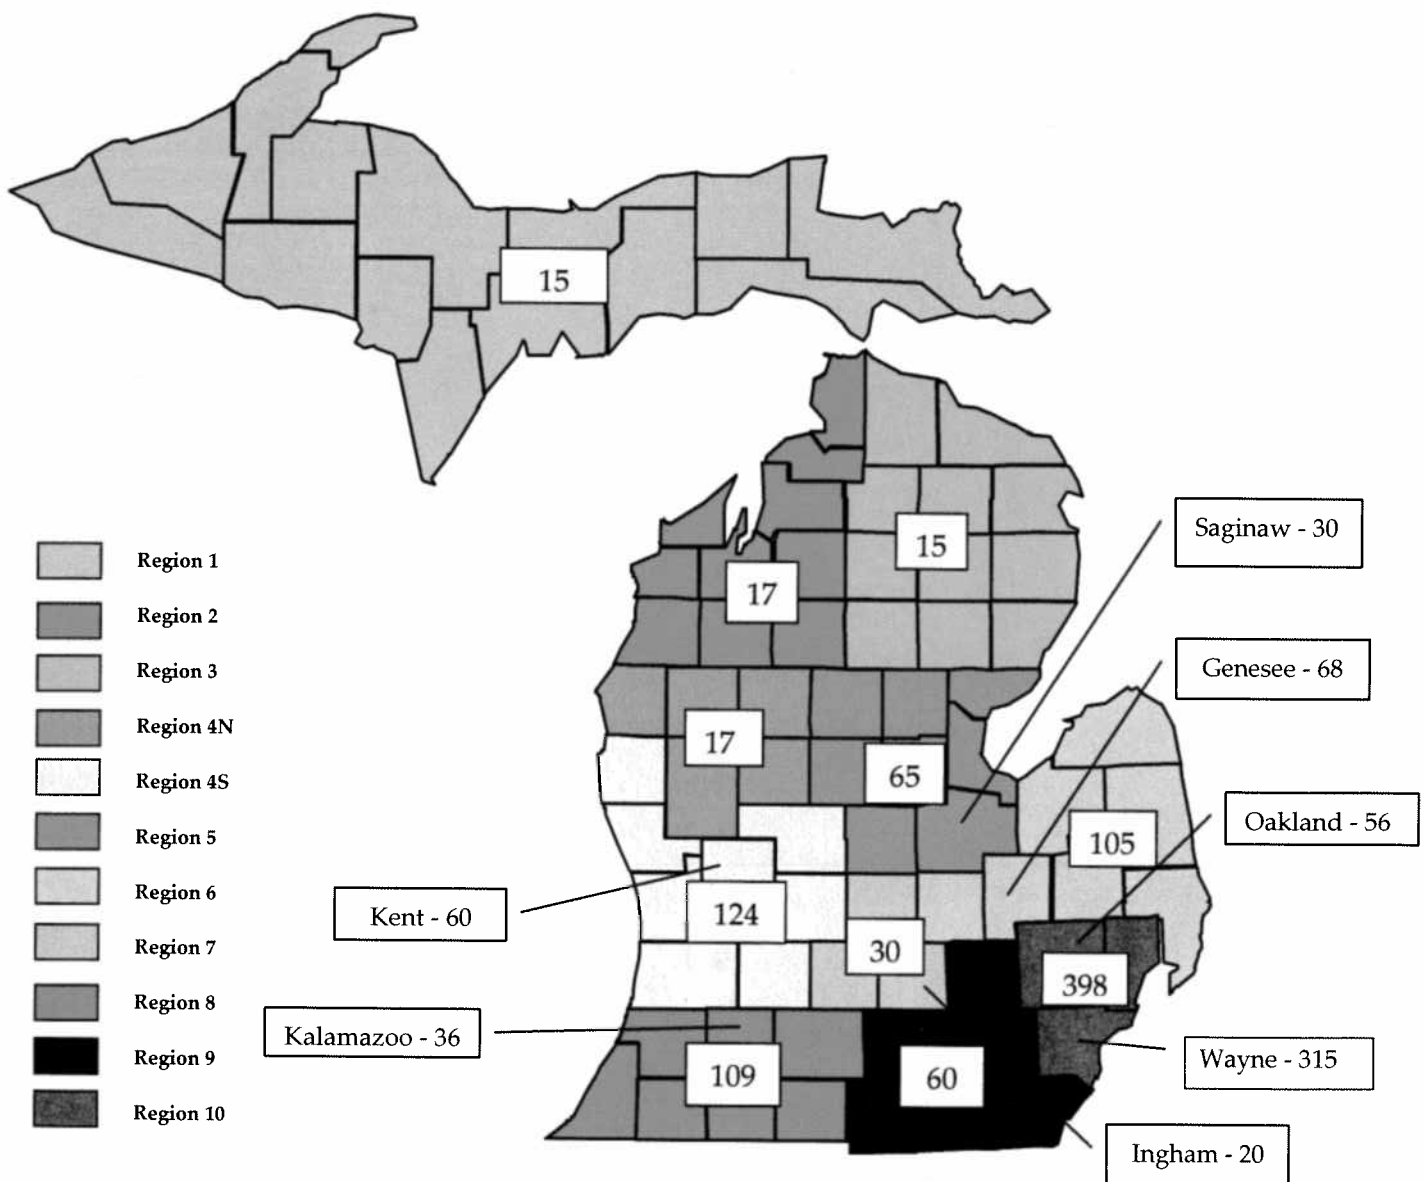 15
Saginaw - 30
15
17
Region 1
Region 2
Region 3
Region 4N
Region 4S
Region 5
Region 6
Region 7
Region 8
Region 9
Region 10
Genesee - 68
17
65
Oakland - 56
105
Kent - 60
124
30
398
Kalamazoo - 36
109
60
Wayne - 315
Ingham - 20